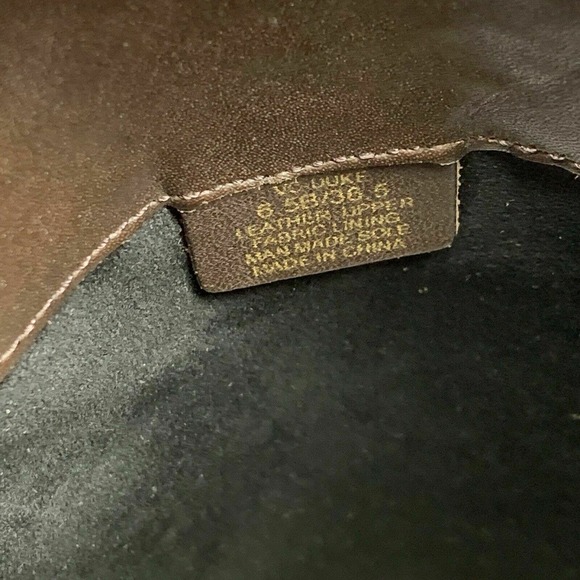 VC DUKE
6.5B/36.5
LEATHER UPPER
FABRIC LINING
MAN MADE SOLE
MADE IN CHINA